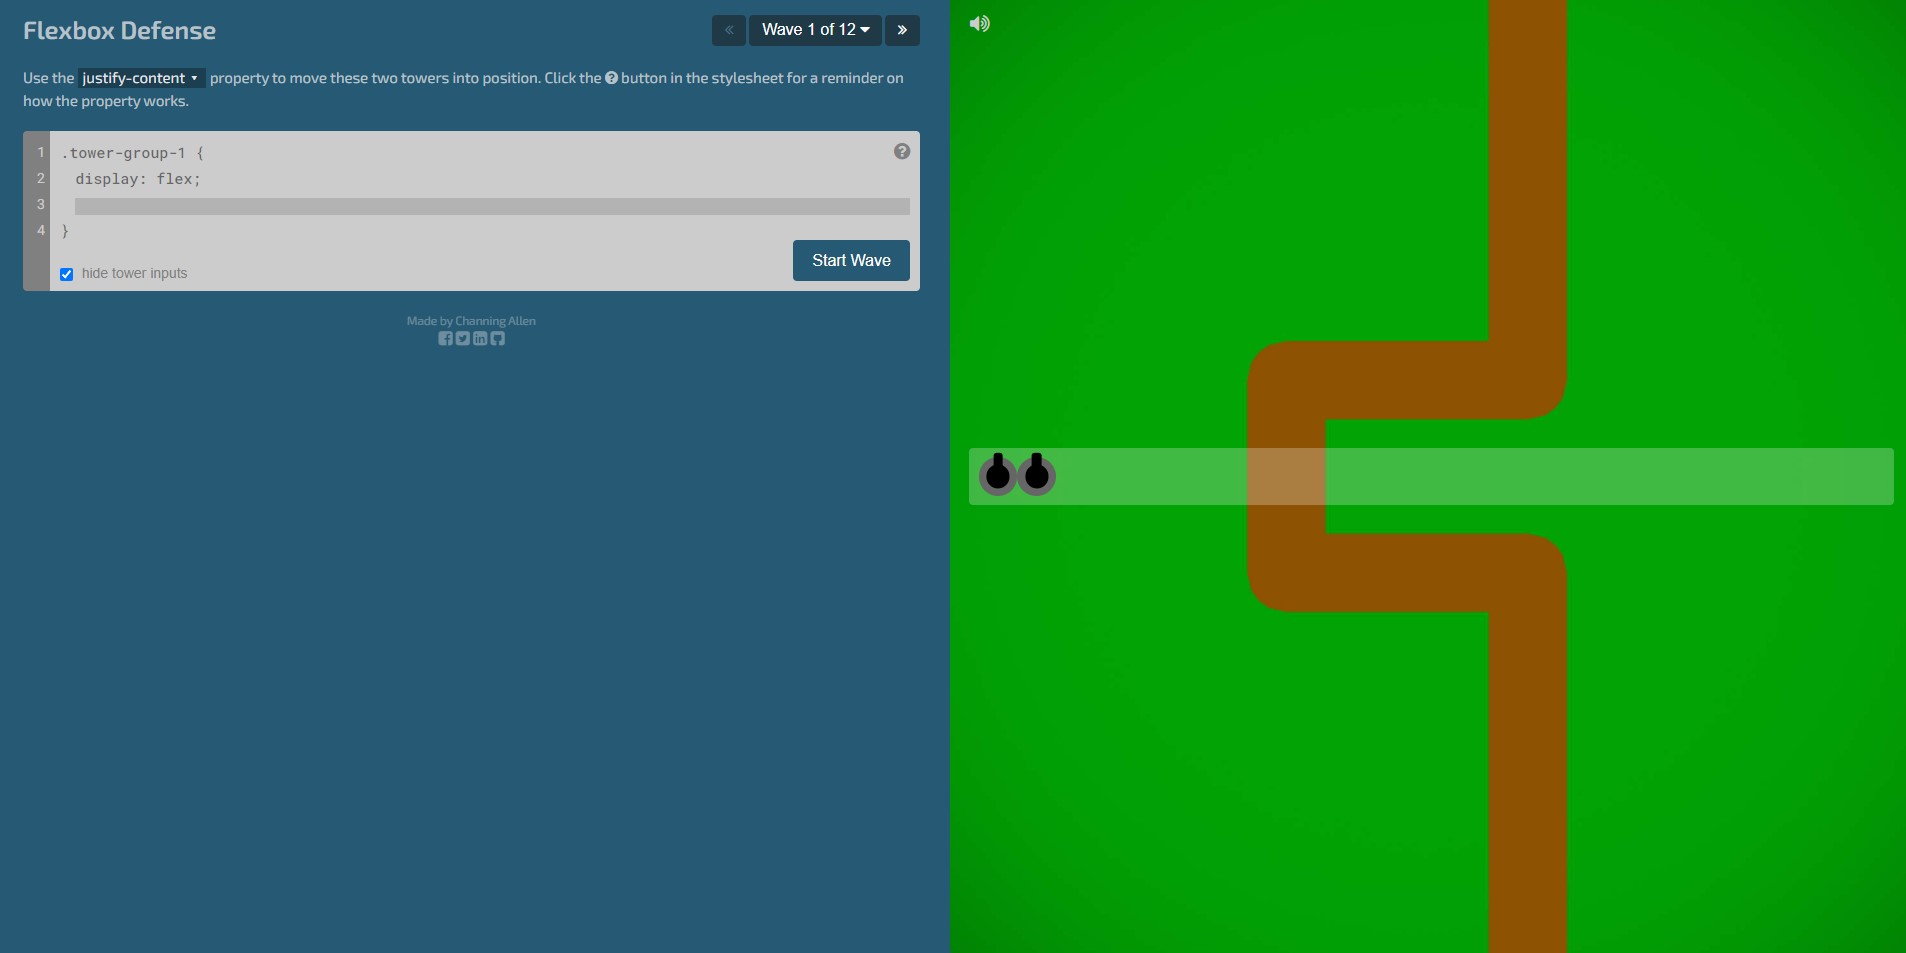 Flexbox Defense
« Wave 1 of 12 »
Use the justify-content property to move these two towers into position. Click the ? button in the stylesheet for a reminder on
how the property works.
1 .tower-group-1 { ?
2 display: flex;
3
4 }
Start Wave
hide tower inputs
Made by Channing Allen